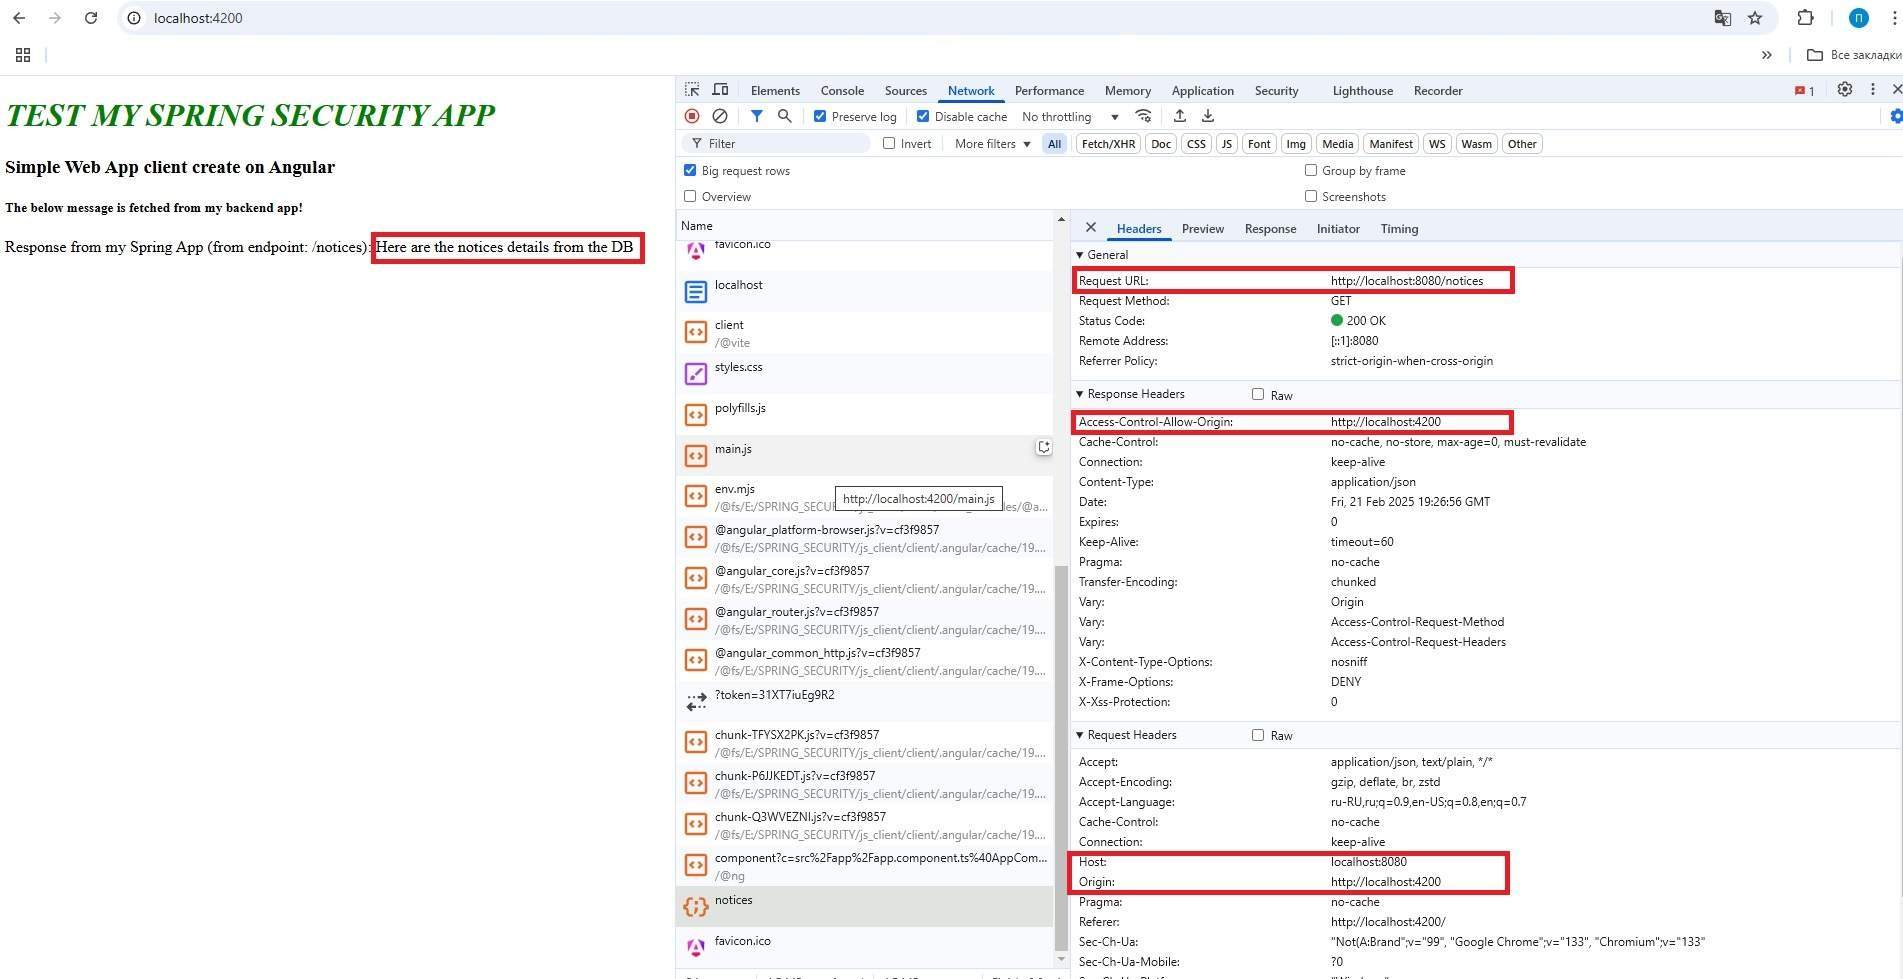 localhost:4200
Все закладки
TEST MY SPRING SECURITY APP
Simple Web App client create on Angular
The below message is fetched from my backend app!
Response from my Spring App (from endpoint: /notices): Here are the notices details from the DB
Elements Console Sources Network Performance Memory Application Security Lighthouse Recorder 1
Preserve log Disable cache No throttling
Filter Invert More filters All Fetch/XHR Doc CSS JS Font Img Media Manifest WS Wasm Other
Big request rows Group by frame
Overview Screenshots
Name
favicon.ico
localhost
client
/@vite
styles.css
polyfills.js
main.js
env.mjs
http://localhost:4200/main.js
@angular_platform-browser.js?v=cf3f9857
/@fs/E:/SPRING_SECURITY/js_client/client/.angular/cache/19....
@angular_core.js?v=cf3f9857
/@fs/E:/SPRING_SECURITY/js_client/client/.angular/cache/19....
@angular_router.js?v=cf3f9857
/@fs/E:/SPRING_SECURITY/js_client/client/.angular/cache/19....
@angular_common_http.js?v=cf3f9857
/@fs/E:/SPRING_SECURITY/js_client/client/.angular/cache/19....
?token=31XT7iuEg9R2
chunk-TFYSX2PK.js?v=cf3f9857
/@fs/E:/SPRING_SECURITY/js_client/client/.angular/cache/19....
chunk-P6JJKEDT.js?v=cf3f9857
/@fs/E:/SPRING_SECURITY/js_client/client/.angular/cache/19....
chunk-Q3WVEZNI.js?v=cf3f9857
/@fs/E:/SPRING_SECURITY/js_client/client/.angular/cache/19....
component?c=src%2Fapp%2Fapp.component.ts%40AppCom...
/@ng
notices
favicon.ico
Headers Preview Response Initiator Timing
General
Request URL: http://localhost:8080/notices
Request Method: GET
Status Code: 200 OK
Remote Address: [::1]:8080
Referrer Policy: strict-origin-when-cross-origin
Response Headers Raw
Access-Control-Allow-Origin: http://localhost:4200
Cache-Control: no-cache, no-store, max-age=0, must-revalidate
Connection: keep-alive
Content-Type: application/json
Date: Fri, 21 Feb 2025 19:26:56 GMT
Expires: 0
Keep-Alive: timeout=60
Pragma: no-cache
Transfer-Encoding: chunked
Vary: Origin
Vary: Access-Control-Request-Method
Vary: Access-Control-Request-Headers
X-Content-Type-Options: nosniff
X-Frame-Options: DENY
X-Xss-Protection: 0
Request Headers Raw
Accept: application/json, text/plain, */*
Accept-Encoding: gzip, deflate, br, zstd
Accept-Language: ru-RU,ru;q=0.9,en-US;q=0.8,en;q=0.7
Cache-Control: no-cache
Connection: keep-alive
Host: localhost:8080
Origin: http://localhost:4200
Pragma: no-cache
Referer: http://localhost:4200/
Sec-Ch-Ua: "Not(A:Brand";v="99", "Google Chrome";v="133", "Chromium";v="133"
Sec-Ch-Ua-Mobile: ?0